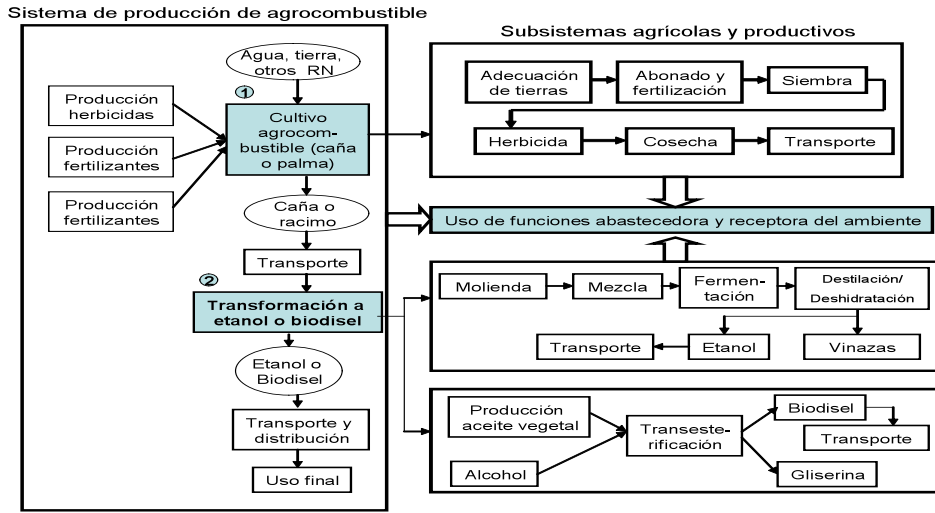 Sistema de producción de agrocombustible
Agua, tierra,
otros RN
1
Producción
herbicidas
Producción
fertilizantes
Producción
fertilizantes
Cultivo
agrocom-
bustible (caña
o palma)
Caña o
racimo
Transporte
2
Transformación a
etanol o biodisel
Etanol o
Biodisel
Transporte y
distribución
Uso final
Subsistemas agrícolas y productivos
Adecuación
de tierras
Abonado y
fertilización
Siembra
Herbicida
Cosecha
Transporte
Uso de funciones abastecedora y receptora del ambiente
Molienda
Mezcla
Fermen-
tación
Destilación/
Deshidratación
Transporte
Etanol
Vinazas
Producción
aceite vegetal
Alcohol
Transeste-
rificación
Biodisel
Transporte
Gliserina